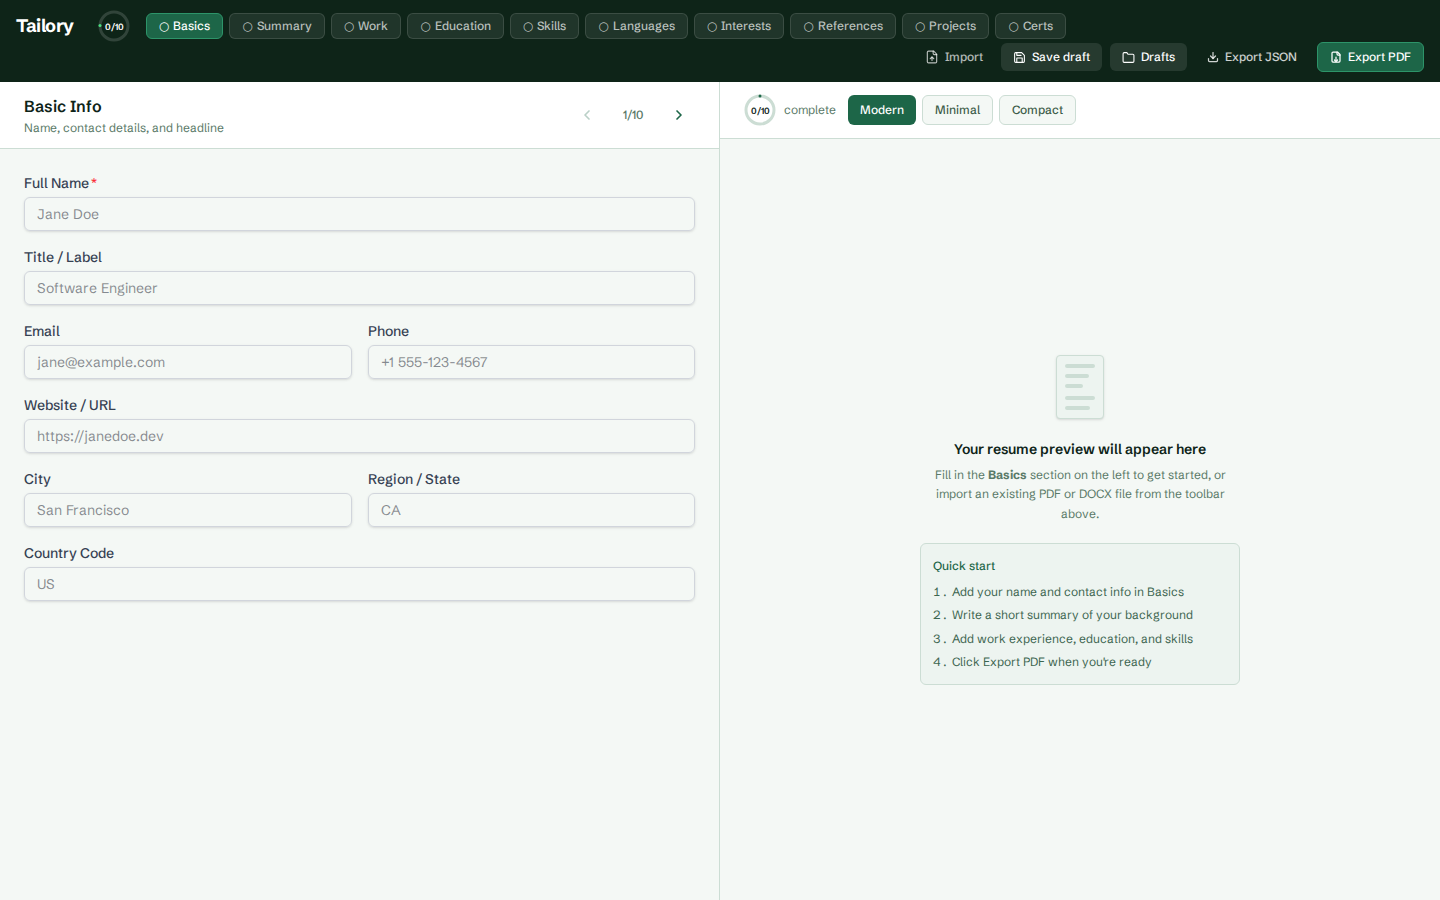 Tailory
0/10
Basics
Summary
Work
Education
Skills
Languages
Interests
References
Projects
Certs
Import
Save draft
Drafts
Export JSON
Export PDF
Basic Info
Name, contact details, and headline
1/10
0/10 complete
Modern
Minimal
Compact
Full Name*
Jane Doe
Title / Label
Software Engineer
Email
jane@example.com
Phone
+1 555-123-4567
Website / URL
https://janedoe.dev
City
San Francisco
Region / State
CA
Country Code
US
Your resume preview will appear here
Fill in the Basics section on the left to get started, or
import an existing PDF or DOCX file from the toolbar
above.
Quick start
1. Add your name and contact info in Basics
2. Write a short summary of your background
3. Add work experience, education, and skills
4. Click Export PDF when you're ready